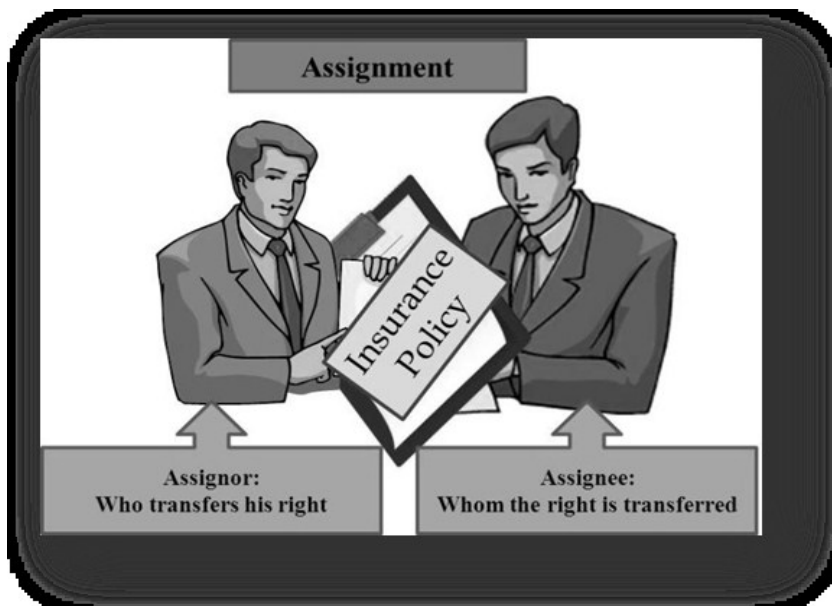 Assignment
Insurance
Policy
Assignor:
Who transfers his right
Assignee:
Whom the right is transferred